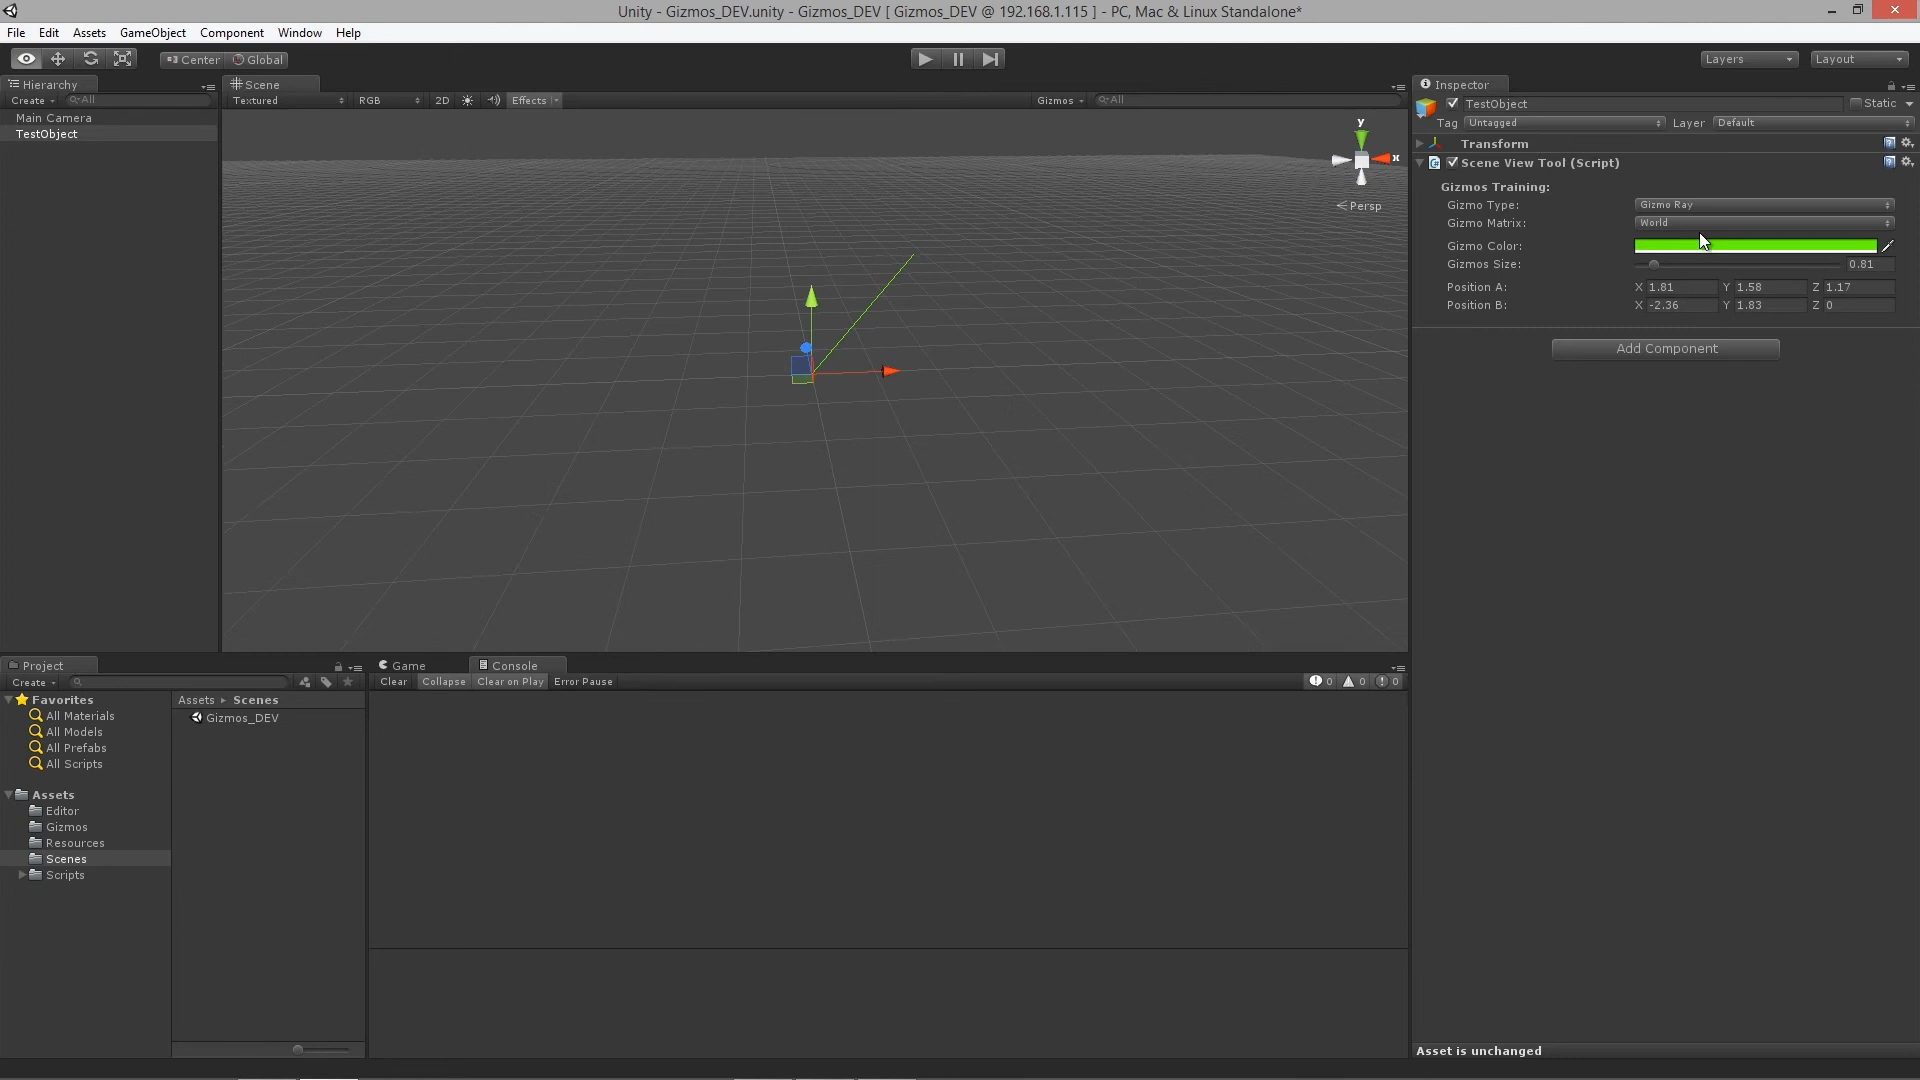 Unity - Gizmos_DEV.unity - Gizmos_DEV [ Gizmos_DEV @ 192.168.1.115 ] - PC, Mac & Linux Standalone*
File Edit Assets GameObject Component Window Help
Center Global
Layers Layout
Hierarchy
Create All
Main Camera
TestObject
Scene
Textured RGB 2D Effects Gizmos All
y
x
Persp
Inspector
TestObject Static
Tag Untagged Layer Default
Transform
Scene View Tool (Script)
Gizmos Training:
Gizmo Type: Gizmo Ray
Gizmo Matrix: World
Gizmo Color:
Gizmos Size: 0.81
Position A: X 1.81 Y 1.58 Z 1.17
Position B: X -2.36 Y 1.83 Z 0
Add Component
Asset is unchanged
Project
Create
Favorites
All Materials
All Models
All Prefabs
All Scripts
Assets
Editor
Gizmos
Resources
Scenes
Scripts
Assets Scenes
Gizmos_DEV
Game Console
Clear Collapse Clear on Play Error Pause 0 0 0